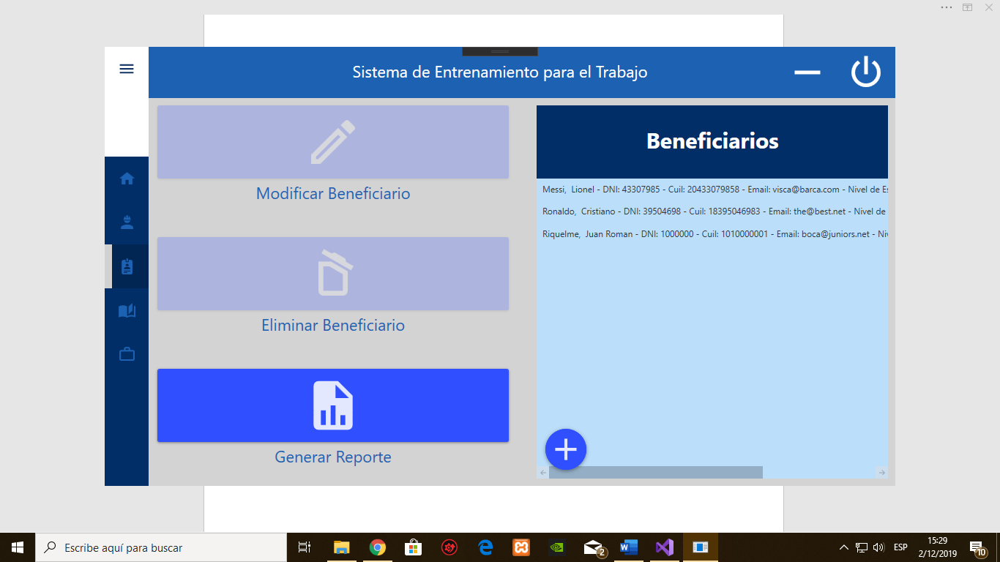 Sistema de Entrenamiento para el Trabajo
Modificar Beneficiario
Eliminar Beneficiario
Generar Reporte
Beneficiarios
Messi,  Lionel - DNI: 43307985 - Cuil: 20433079858 - Email: visca@barca.com - Nivel de Es
Ronaldo,  Cristiano - DNI: 39504698 - Cuil: 18395046983 - Email: the@best.net - Nivel de
Riquelme,  Juan Roman - DNI: 1000000 - Cuil: 1010000001 - Email: boca@juniors.net - Niv
Escribe aquí para buscar
2
ESP
15:29
2/12/2019
10